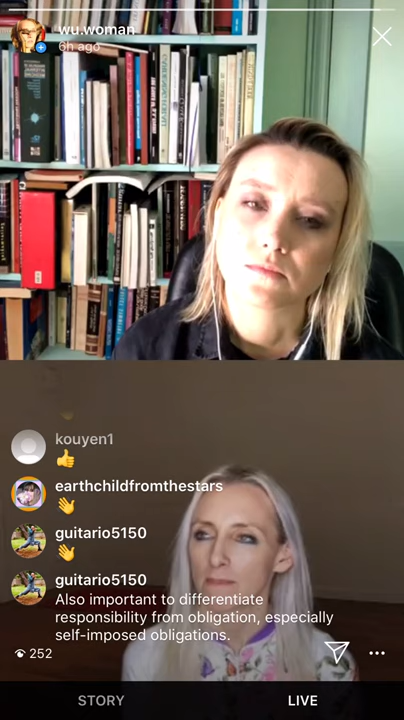 wu.woman
6h ago
kouyen1
👍
earthchildfromthestars
👋
guitario5150
👋
guitario5150
Also important to differentiate
responsibility from obligation, especially
self-imposed obligations.
252
STORY LIVE